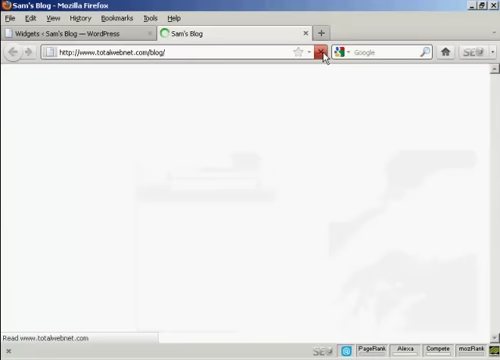 Sam's Blog - Mozilla Firefox
File Edit View History Bookmarks Tools Help
Widgets ‹ Sam's Blog — WordPress
Sam's Blog
http://www.totalwebnet.com/blog/
Google
SEO
Read www.totalwebnet.com
SEO PageRank Alexa Compete mozRank